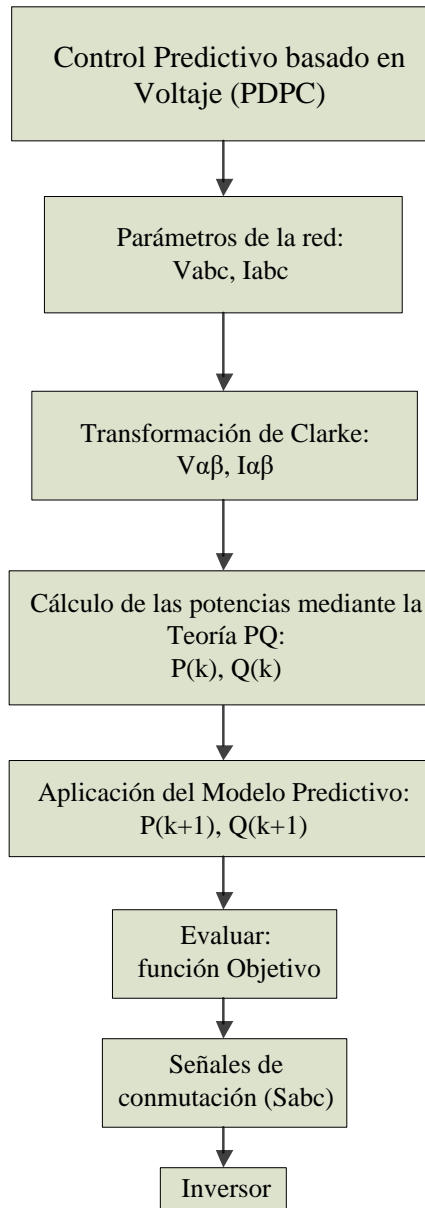 Control Predictivo basado en
Voltaje (PDPC)
Parámetros de la red:
Vabc, Iabc
Transformación de Clarke:
Vαβ, Iαβ
Cálculo de las potencias mediante la
Teoría PQ:
P(k), Q(k)
Aplicación del Modelo Predictivo:
P(k+1), Q(k+1)
Evaluar:
función Objetivo
Señales de
conmutación (Sabc)
Inversor